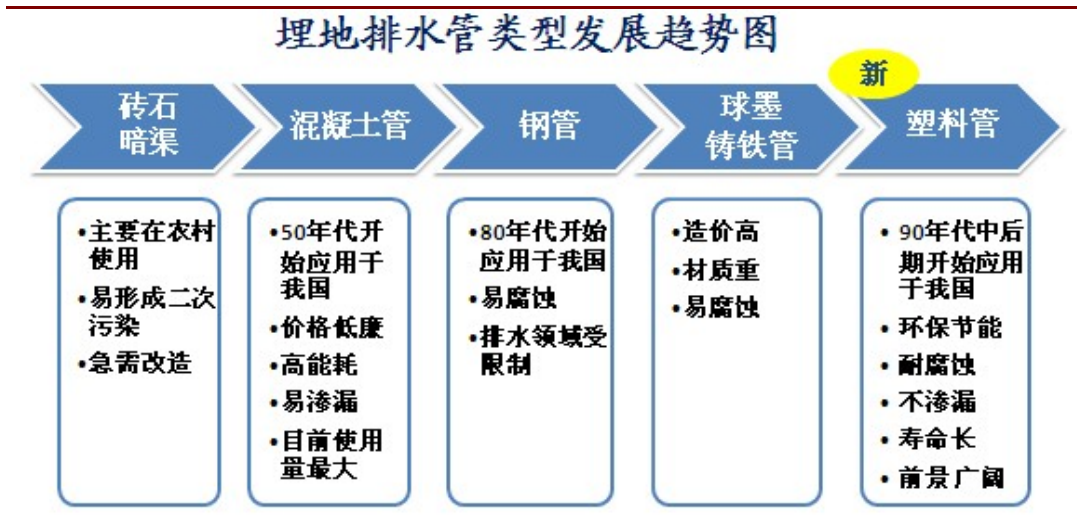 埋地排水管类型发展趋势图
新
砖石
暗渠
混凝土管
钢管
球墨
铸铁管
塑料管
•主要在农村
使用
•易形成二次
污染
•急需改造
•50年代开
始应用于
我国
•价格低廉
•高能耗
•易渗漏
•目前使用
量最大
•80年代开始
应用于我国
•易腐蚀
•排水领域受
限制
•造价高
•材质重
•易腐蚀
• 90年代中后
期开始应用
于我国
• 环保节能
• 耐腐蚀
• 不渗漏
• 寿命长
• 前景广阔